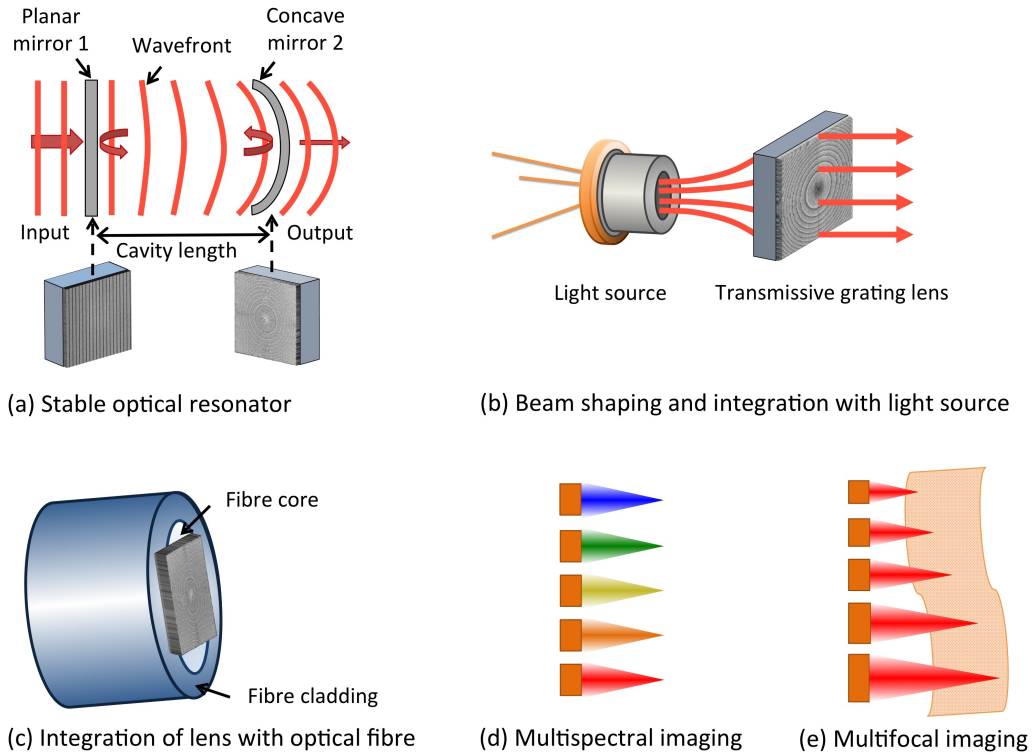 Planar
mirror 1
Wavefront
Concave
mirror 2
Input
Cavity length
Output
(a) Stable optical resonator
Light source
Transmissive grating lens
(b) Beam shaping and integration with light source
Fibre core
Fibre cladding
(c) Integration of lens with optical fibre
(d) Multispectral imaging
(e) Multifocal imaging